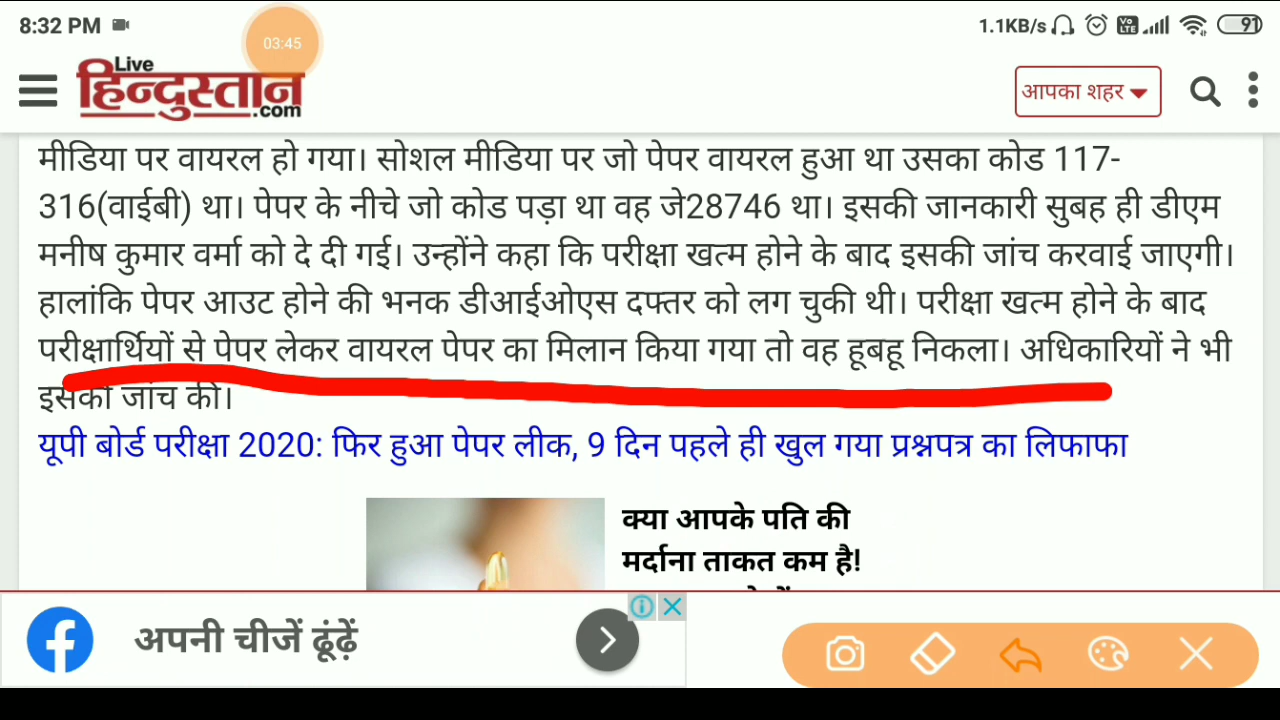 8:32 PM
03:45
1.1KB/s
Vo LTE
91
Live
हिन्दुस्तान
.com
आपका शहर
मीडिया पर वायरल हो गया। सोशल मीडिया पर जो पेपर वायरल हुआ था उसका कोड 117-
316(वाईबी) था। पेपर के नीचे जो कोड पड़ा था वह जे28746 था। इसकी जानकारी सुबह ही डीएम
मनीष कुमार वर्मा को दे दी गई। उन्होंने कहा कि परीक्षा खत्म होने के बाद इसकी जांच करवाई जाएगी।
हालांकि पेपर आउट होने की भनक डीआईओएस दफ्तर को लग चुकी थी। परीक्षा खत्म होने के बाद
परीक्षार्थियों से पेपर लेकर वायरल पेपर का मिलान किया गया तो वह हूबहू निकला। अधिकारियों ने भी
इसकी जांच की।
यूपी बोर्ड परीक्षा 2020: फिर हुआ पेपर लीक, 9 दिन पहले ही खुल गया प्रश्नपत्र का लिफाफा
क्या आपके पति की
मर्दाना ताकत कम है!
अपनी चीजें ढूंढ़ें